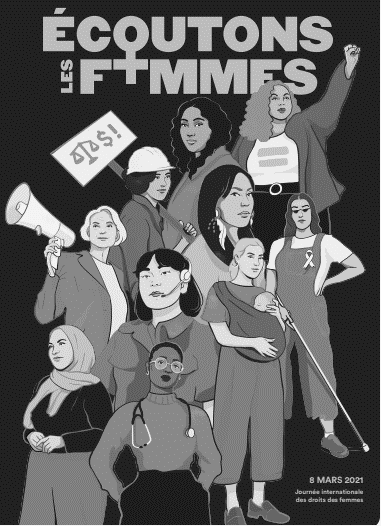 ÉCOUTONS
LES FEMMES
$!
8 MARS 2021
Journée internationale
des droits des femmes